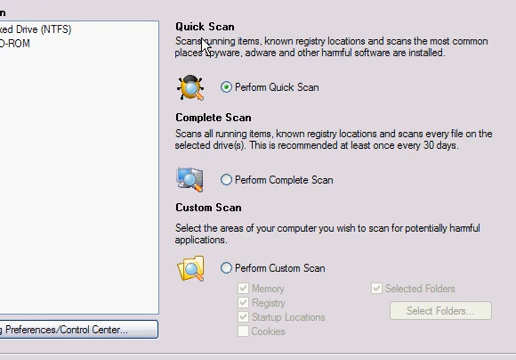 n
ked Drive (NTFS)
D-ROM
Quick Scan
Scans running items, known registry locations and scans the most common
places spyware, adware and other harmful software are installed.
Perform Quick Scan
Complete Scan
Scans all running items, known registry locations and scans every file on the
selected drive(s). This is recommended at least once every 30 days.
Perform Complete Scan
Custom Scan
Select the areas of your computer you wish to scan for potentially harmful
applications.
Perform Custom Scan
Memory
Selected Folders
Registry
Startup Locations
Select Folders...
Cookies
g Preferences/Control Center...